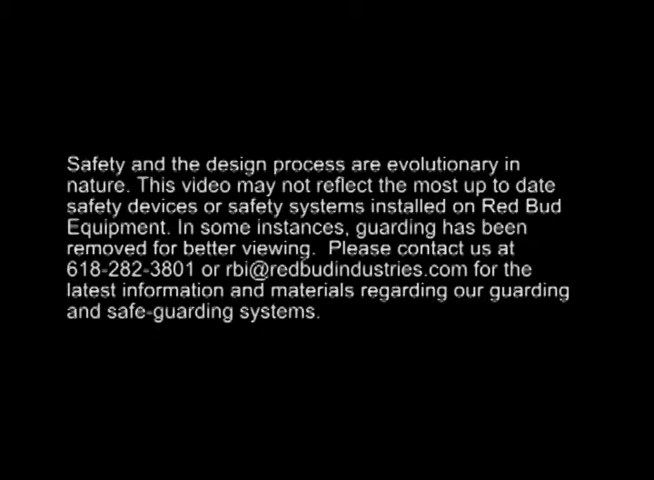 Safety and the design process are evolutionary in
nature. This video may not reflect the most up to date
safety devices or safety systems installed on Red Bud
Equipment. In some instances, guarding has been
removed for better viewing.  Please contact us at
618-282-3801 or rbi@redbudindustries.com for the
latest information and materials regarding our guarding
and safe-guarding systems.